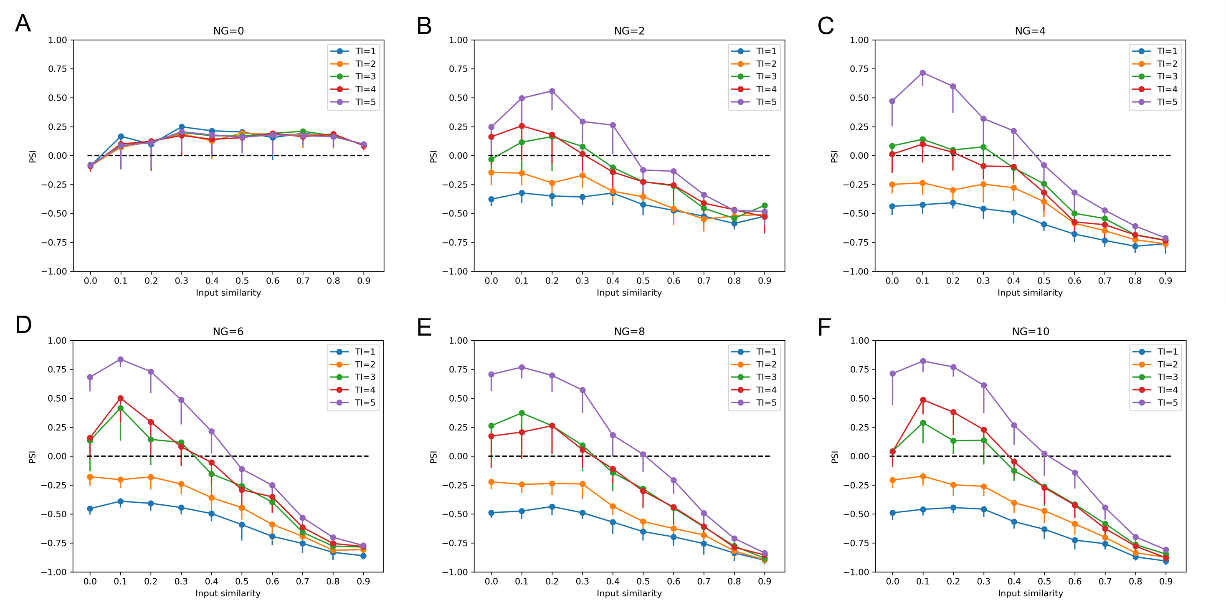 A
NG=0
1.00
0.75
0.50
0.25
0.00
−0.25
−0.50
−0.75
−1.00
PSI
0.0 0.1 0.2 0.3 0.4 0.5 0.6 0.7 0.8 0.9
Input similarity
TI=1
TI=2
TI=3
TI=4
TI=5
B
NG=2
1.00
0.75
0.50
0.25
0.00
−0.25
−0.50
−0.75
−1.00
PSI
0.0 0.1 0.2 0.3 0.4 0.5 0.6 0.7 0.8 0.9
Input similarity
TI=1
TI=2
TI=3
TI=4
TI=5
C
NG=4
1.00
0.75
0.50
0.25
0.00
−0.25
−0.50
−0.75
−1.00
PSI
0.0 0.1 0.2 0.3 0.4 0.5 0.6 0.7 0.8 0.9
Input similarity
TI=1
TI=2
TI=3
TI=4
TI=5
D
NG=6
1.00
0.75
0.50
0.25
0.00
−0.25
−0.50
−0.75
−1.00
PSI
0.0 0.1 0.2 0.3 0.4 0.5 0.6 0.7 0.8 0.9
Input similarity
TI=1
TI=2
TI=3
TI=4
TI=5
E
NG=8
1.00
0.75
0.50
0.25
0.00
−0.25
−0.50
−0.75
−1.00
PSI
0.0 0.1 0.2 0.3 0.4 0.5 0.6 0.7 0.8 0.9
Input similarity
TI=1
TI=2
TI=3
TI=4
TI=5
F
NG=10
1.00
0.75
0.50
0.25
0.00
−0.25
−0.50
−0.75
−1.00
PSI
0.0 0.1 0.2 0.3 0.4 0.5 0.6 0.7 0.8 0.9
Input similarity
TI=1
TI=2
TI=3
TI=4
TI=5